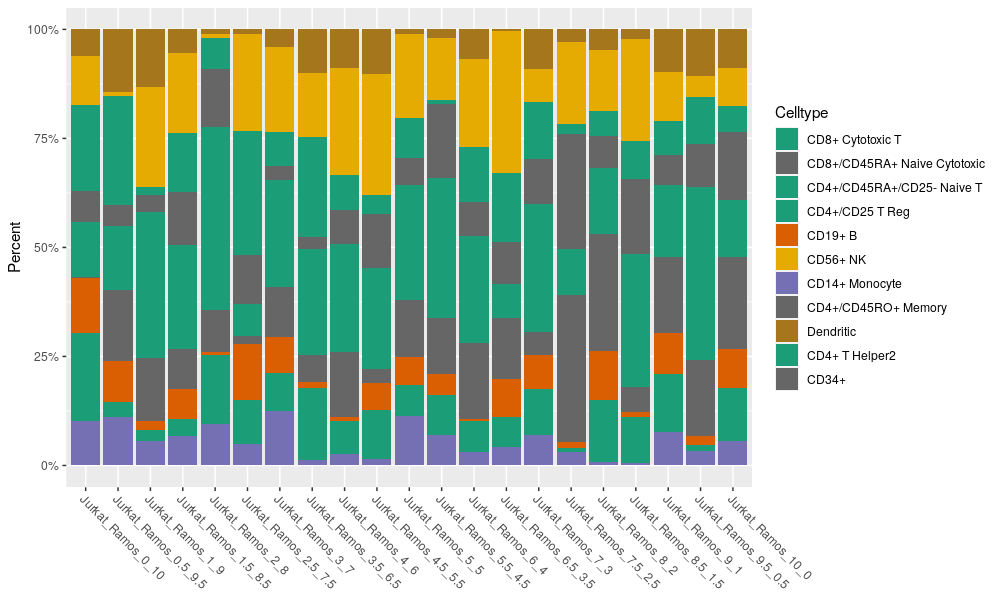 100%
75%
50%
25%
0%
Percent
Jurkat_Ramos_0_10
Jurkat_Ramos_0.5_9.5
Jurkat_Ramos_1_9
Jurkat_Ramos_1.5_8.5
Jurkat_Ramos_2_8
Jurkat_Ramos_2.5_7.5
Jurkat_Ramos_3_7
Jurkat_Ramos_3.5_6.5
Jurkat_Ramos_4_6
Jurkat_Ramos_4.5_5.5
Jurkat_Ramos_5_5
Jurkat_Ramos_5.5_4.5
Jurkat_Ramos_6_4
Jurkat_Ramos_6.5_3.5
Jurkat_Ramos_7_3
Jurkat_Ramos_7.5_2.5
Jurkat_Ramos_8_2
Jurkat_Ramos_8.5_1.5
Jurkat_Ramos_9_1
Jurkat_Ramos_9.5_0.5
Jurkat_Ramos_10_0
Celltype
CD8+ Cytotoxic T
CD8+/CD45RA+ Naive Cytotoxic
CD4+/CD45RA+/CD25- Naive T
CD4+/CD25 T Reg
CD19+ B
CD56+ NK
CD14+ Monocyte
CD4+/CD45RO+ Memory
Dendritic
CD4+ T Helper2
CD34+